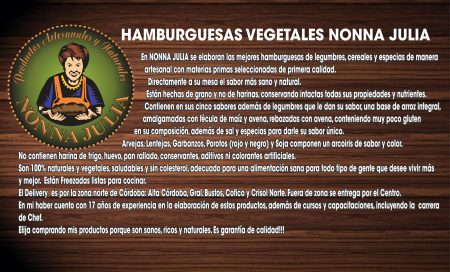 HAMBURGUESAS VEGETALES NONNA JULIA
Productos Artesanales y Naturales
NONNA JULIA
En NONNA JULIA se elaboran las mejores hamburguesas de legumbres, cereales y especias de manera
artesanal con materias primas seleccionadas de primera calidad.
Directamente a su mesa el sabor más sano y natural.
Están hechas de grano y no de harinas, conservando intactas todas sus propiedades y nutrientes.
Contienen en sus cinco sabores además de legumbres que le dan su sabor, una base de arroz integral,
amalgamadas con fécula de maíz y avena, rebozadas con avena, conteniendo muy poco gluten
en su composición, además de sal y especias para darle su sabor único.
Arvejas, Lentejas, Garbanzos, Porotos (rojo y negro) y Soja componen un arcoiris de sabor y color.
No contienen harina de trigo, huevo, pan rallado, conservantes, aditivos ni colorantes artificiales.
Son 100% naturales y vegetales, saludables y sin colesterol, adecuado para una alimentación sana para todo tipo de gente que desee vivir más
y mejor. Están Freezadas listas para cocinar.
El Delivery es por la zona norte de Córdoba: Alta Córdoba, Gral. Bustos, Cofico y Crisol Norte. Fuera de zona se entrega por el Centro.
En mi haber cuento con 17 años de experiencia en la elaboración de estos productos, además de cursos y capacitaciones, incluyendo la carrera
de Chef.
Elija comprando mis productos porque son sanos, ricos y naturales. Es garantía de calidad!!!